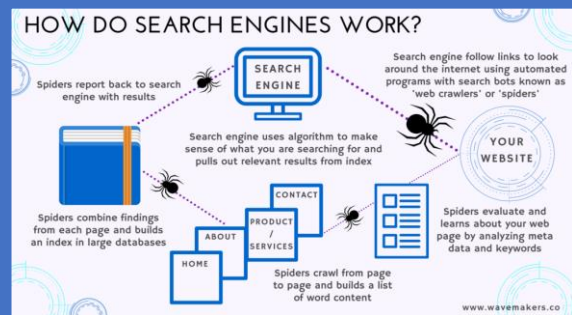 HOW DO SEARCH ENGINES WORK?
Spiders report back to search
engine with results
SEARCH
ENGINE
Search engine follow links to look
around the internet using automated
programs with search bots known as
'web crawlers' or 'spiders'
Search engine uses algorithm to make
sense of what you are searching for and
pulls out relevant results from index
YOUR
WEBSITE
Spiders combine findings
from each page and builds
an index in large databases
CONTACT
PRODUCT
/
SERVICES
ABOUT
HOME
Spiders evaluate and
learns about your web
page by analyzing meta
data and keywords
Spiders crawl from page
to page and builds a list
of word content
www.wavemakers.co